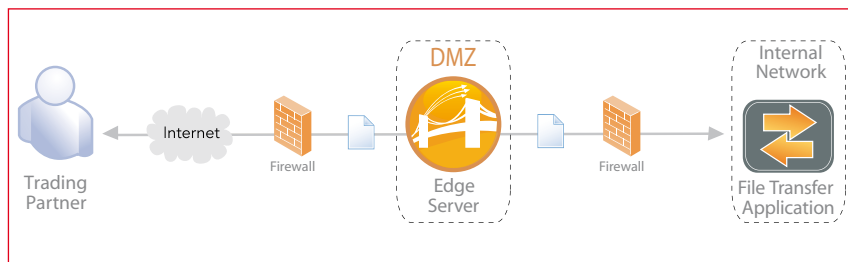 Trading
Partner
Internet
Firewall
DMZ
Edge
Server
Firewall
Internal
Network
File Transfer
Application